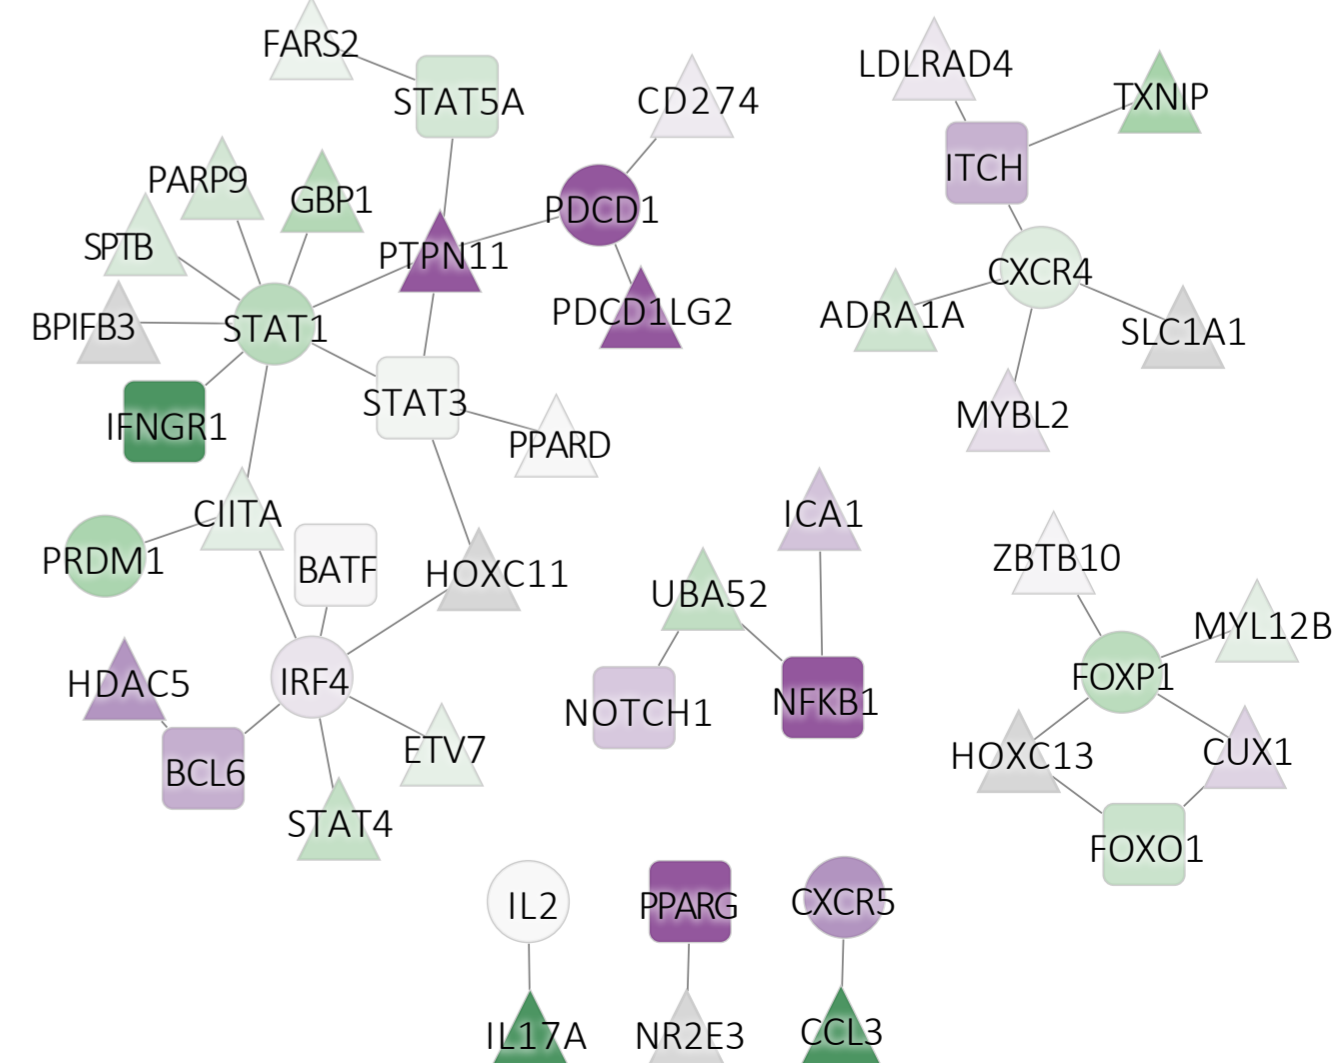 FARS2
STAT5A
CD274
LDLRAD4
TXNIP
ITCH
PARP9
GBP1
PDCD1
SPTB
PTPN11
CXCR4
BPIFB3
STAT1
PDCD1LG2
ADRA1A
SLC1A1
IFNGR1
STAT3
PPARD
MYBL2
CIITA
ICA1
PRDM1
BATF
HOXC11
UBA52
ZBTB10
MYL12B
HDAC5
IRF4
NOTCH1
NFKB1
FOXP1
BCL6
ETV7
HOXC13
CUX1
STAT4
FOXO1
IL2
PPARG
CXCR5
IL17A
NR2E3
CCL3